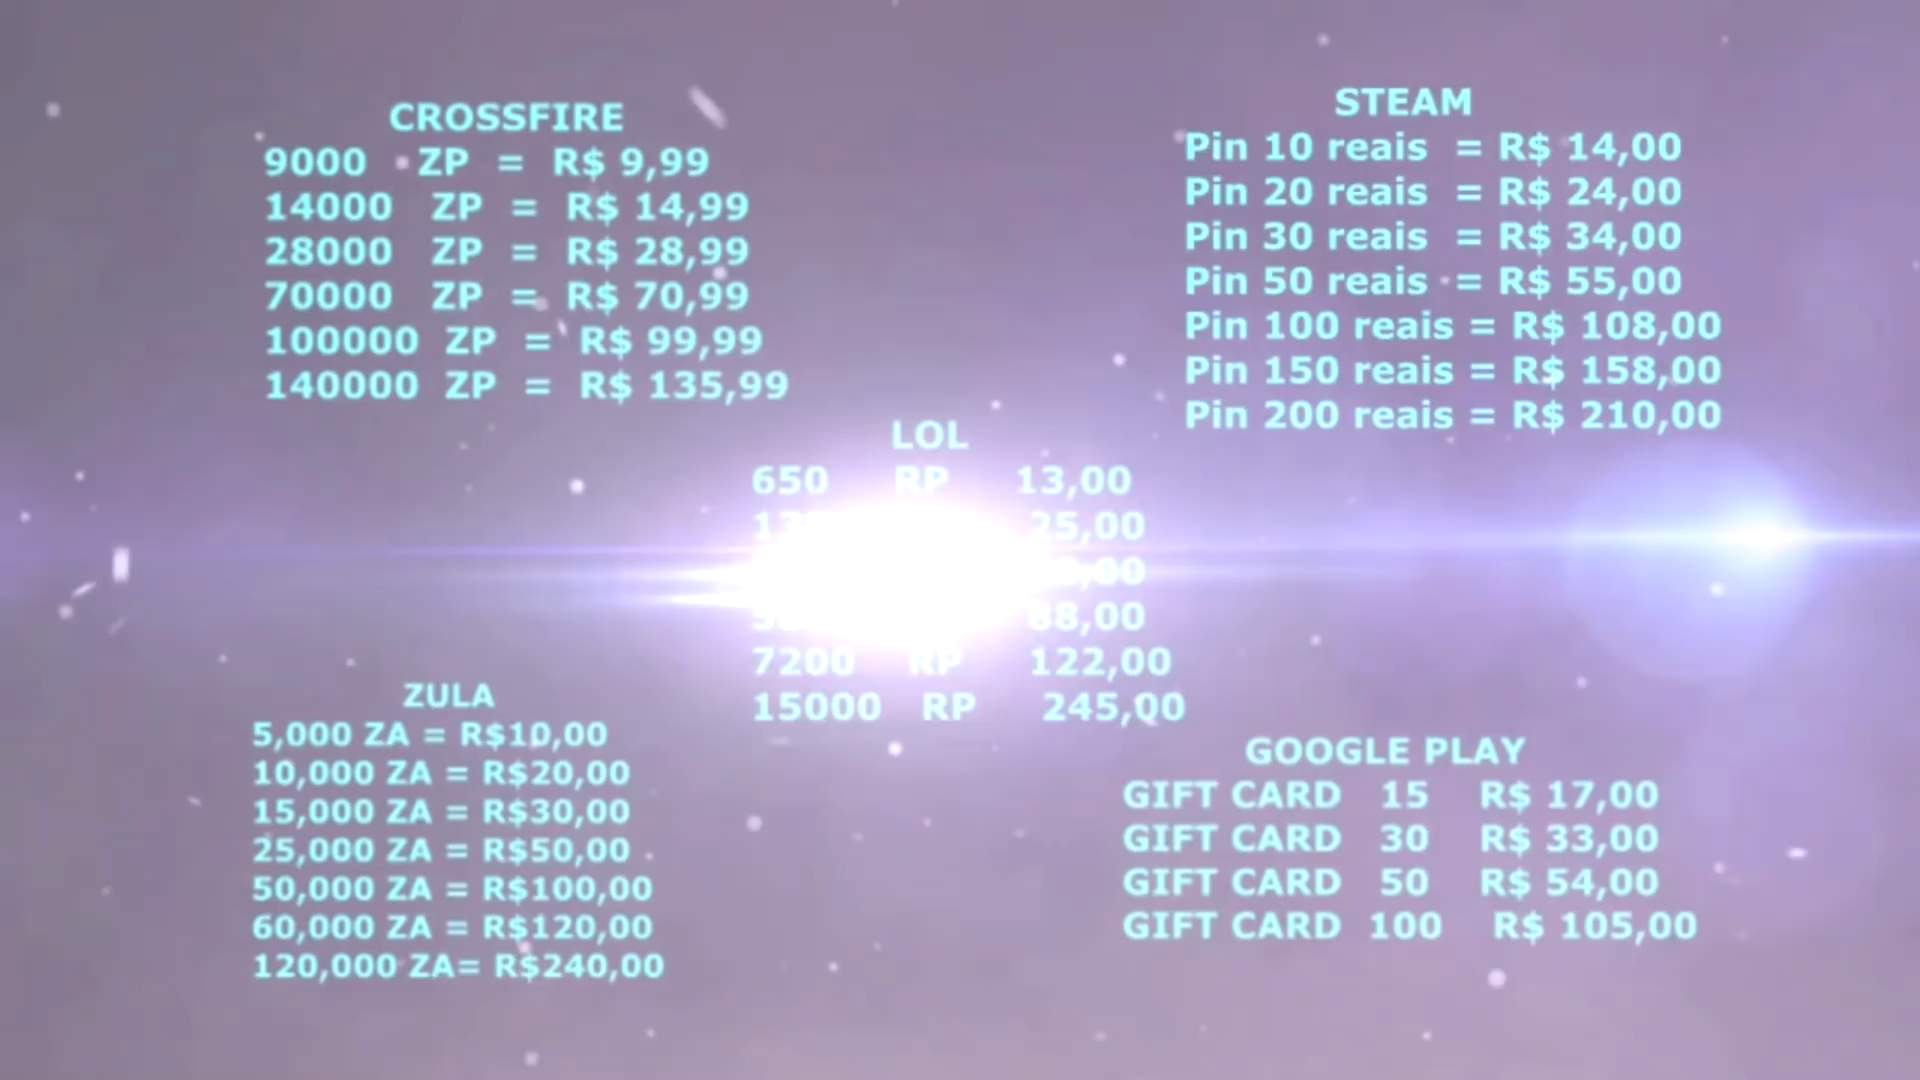 CROSSFIRE
9000 ZP = R$ 9,99
14000 ZP = R$ 14,99
28000 ZP = R$ 28,99
70000 ZP = R$ 70,99
100000 ZP = R$ 99,99
140000 ZP = R$ 135,99
STEAM
Pin 10 reais = R$ 14,00
Pin 20 reais = R$ 24,00
Pin 30 reais = R$ 34,00
Pin 50 reais = R$ 55,00
Pin 100 reais = R$ 108,00
Pin 150 reais = R$ 158,00
Pin 200 reais = R$ 210,00
LOL
650 RP 13,00
25,00
88,00
7200 RP 122,00
15000 RP 245,00
ZULA
5,000 ZA = R$10,00
10,000 ZA = R$20,00
15,000 ZA = R$30,00
25,000 ZA = R$50,00
50,000 ZA = R$100,00
60,000 ZA = R$120,00
120,000 ZA= R$240,00
GOOGLE PLAY
GIFT CARD 15 R$ 17,00
GIFT CARD 30 R$ 33,00
GIFT CARD 50 R$ 54,00
GIFT CARD 100 R$ 105,00